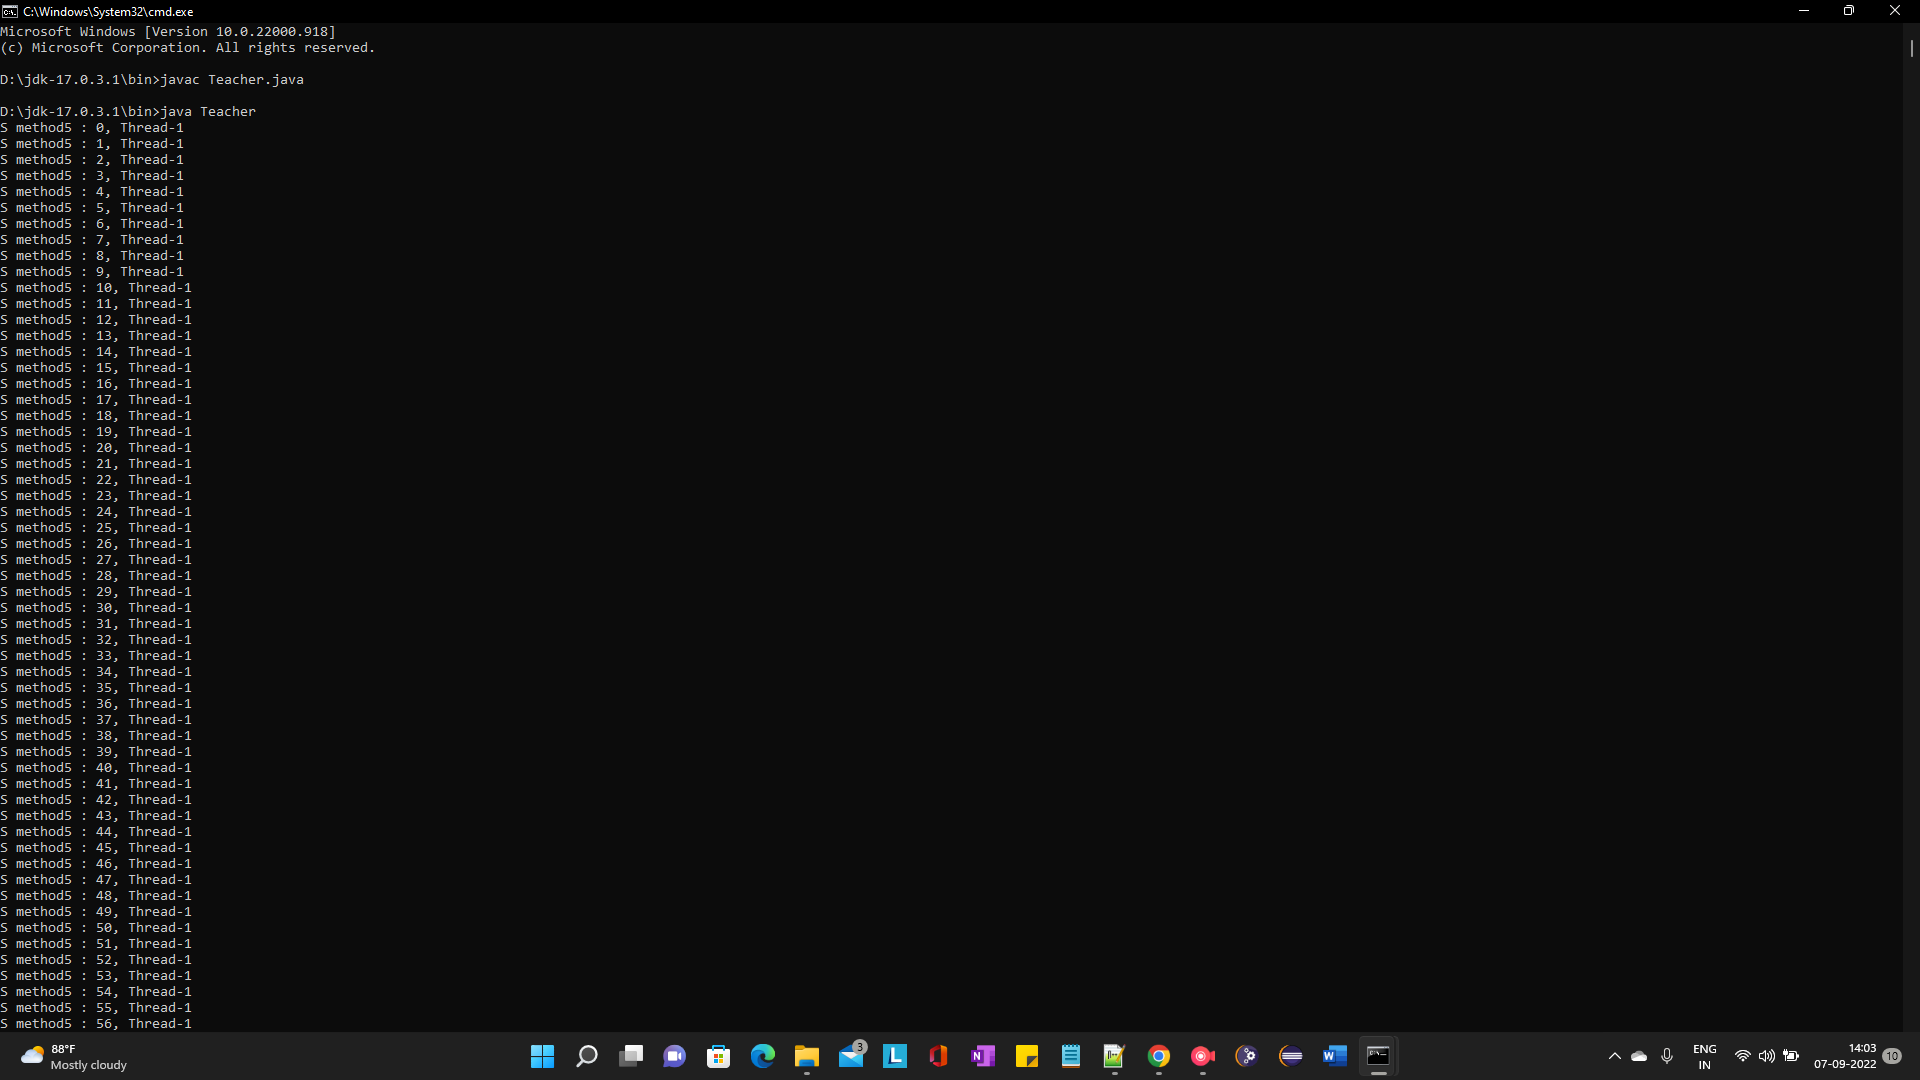 C:\Windows\System32\cmd.exe
Microsoft Windows [Version 10.0.22000.918]
(c) Microsoft Corporation. All rights reserved.
D:\jdk-17.0.3.1\bin>javac Teacher.java
D:\jdk-17.0.3.1\bin>java Teacher
S method5 : 0, Thread-1
S method5 : 1, Thread-1
S method5 : 2, Thread-1
S method5 : 3, Thread-1
S method5 : 4, Thread-1
S method5 : 5, Thread-1
S method5 : 6, Thread-1
S method5 : 7, Thread-1
S method5 : 8, Thread-1
S method5 : 9, Thread-1
S method5 : 10, Thread-1
S method5 : 11, Thread-1
S method5 : 12, Thread-1
S method5 : 13, Thread-1
S method5 : 14, Thread-1
S method5 : 15, Thread-1
S method5 : 16, Thread-1
S method5 : 17, Thread-1
S method5 : 18, Thread-1
S method5 : 19, Thread-1
S method5 : 20, Thread-1
S method5 : 21, Thread-1
S method5 : 22, Thread-1
S method5 : 23, Thread-1
S method5 : 24, Thread-1
S method5 : 25, Thread-1
S method5 : 26, Thread-1
S method5 : 27, Thread-1
S method5 : 28, Thread-1
S method5 : 29, Thread-1
S method5 : 30, Thread-1
S method5 : 31, Thread-1
S method5 : 32, Thread-1
S method5 : 33, Thread-1
S method5 : 34, Thread-1
S method5 : 35, Thread-1
S method5 : 36, Thread-1
S method5 : 37, Thread-1
S method5 : 38, Thread-1
S method5 : 39, Thread-1
S method5 : 40, Thread-1
S method5 : 41, Thread-1
S method5 : 42, Thread-1
S method5 : 43, Thread-1
S method5 : 44, Thread-1
S method5 : 45, Thread-1
S method5 : 46, Thread-1
S method5 : 47, Thread-1
S method5 : 48, Thread-1
S method5 : 49, Thread-1
S method5 : 50, Thread-1
S method5 : 51, Thread-1
S method5 : 52, Thread-1
S method5 : 53, Thread-1
S method5 : 54, Thread-1
S method5 : 55, Thread-1
S method5 : 56, Thread-1
88°F
Mostly cloudy
3
L
N
W
ENG
IN
14:03
07-09-2022
10